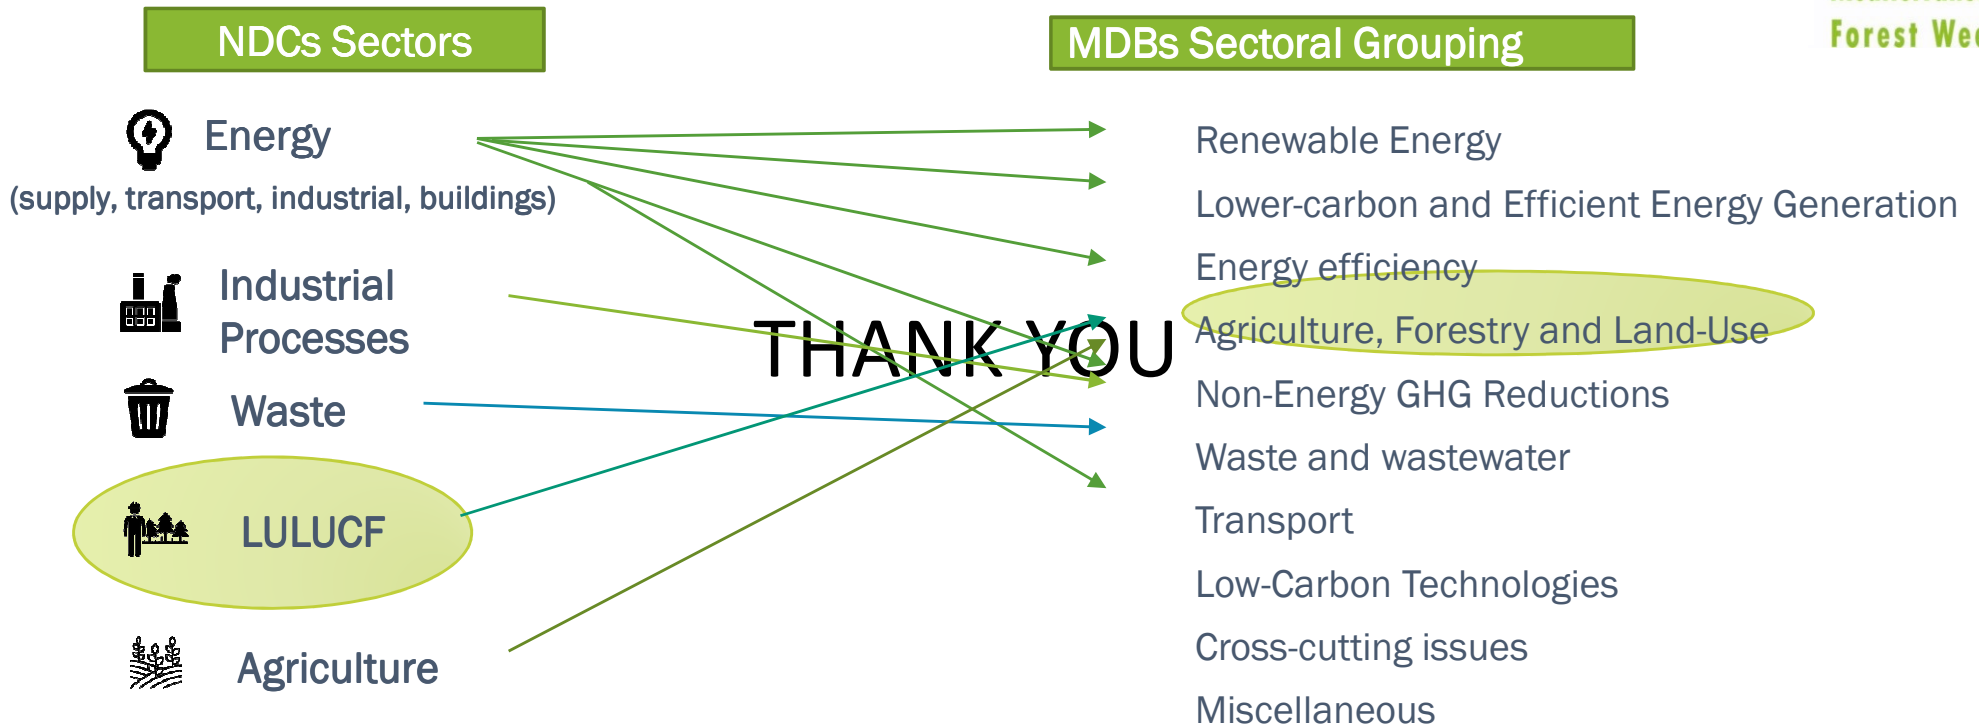 NDCs Sectors
Energy
(supply, transport, industrial, buildings)
Industrial
Processes
Waste
LULUCF
Agriculture
THANK YOU
MDBs Sectoral Grouping
Renewable Energy
Lower-carbon and Efficient Energy Generation
Energy efficiency
Agriculture, Forestry and Land-Use
Non-Energy GHG Reductions
Waste and wastewater
Transport
Low-Carbon Technologies
Cross-cutting issues
Miscellaneous
Forest